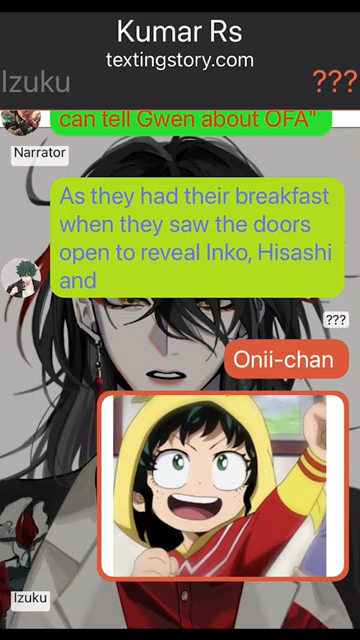 Kumar Rs
textingstory.com
Izuku
???
can tell Gwen about OFA"
Narrator
As they had their breakfast
when they saw the doors
open to reveal Inko, Hisashi
and
???
Onii-chan
Izuku